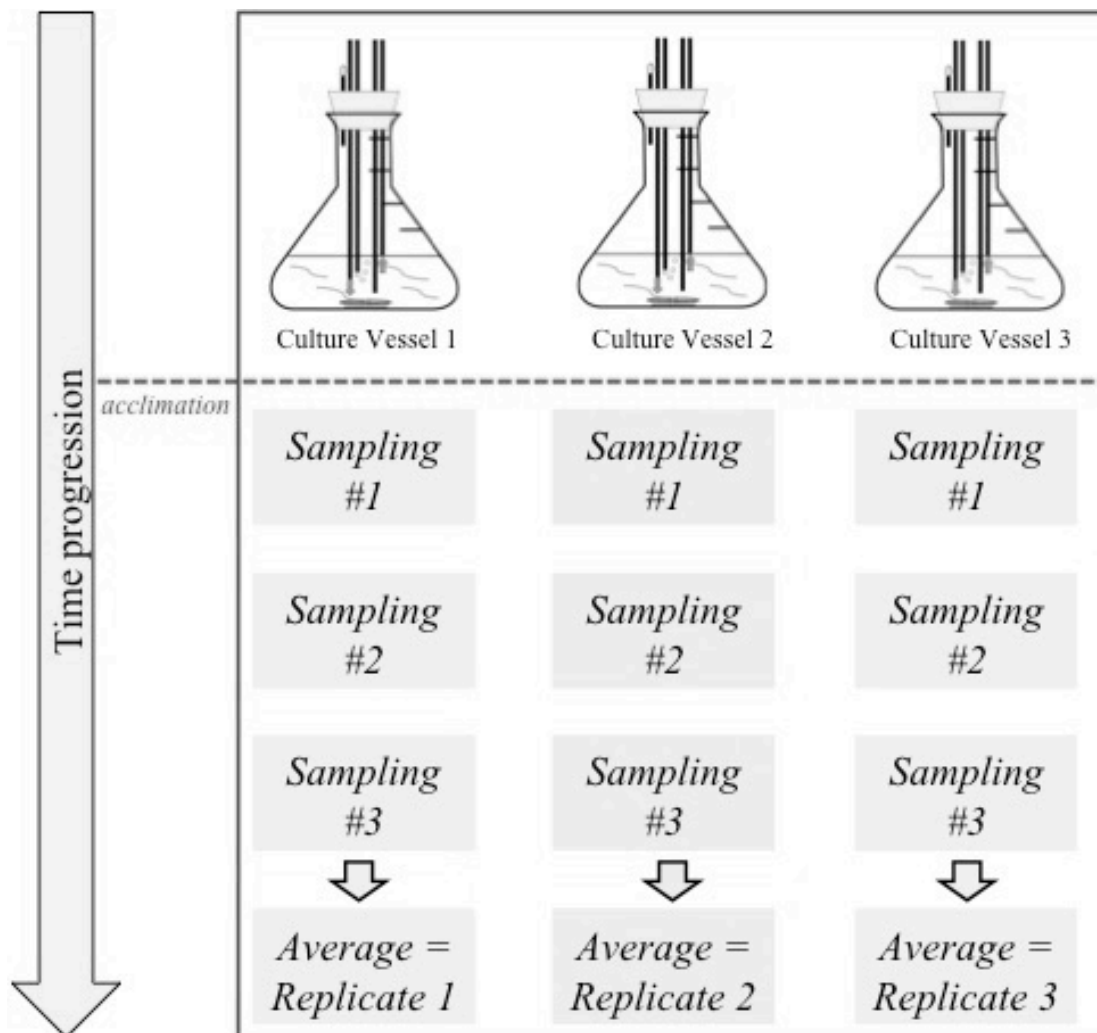 Culture Vessel 1
Culture Vessel 2
Culture Vessel 3
Time progression
acclimation
Sampling
#1
Sampling
#1
Sampling
#1
Sampling
#2
Sampling
#2
Sampling
#2
Sampling
#3
Sampling
#3
Sampling
#3
Average =
Replicate 1
Average =
Replicate 2
Average =
Replicate 3